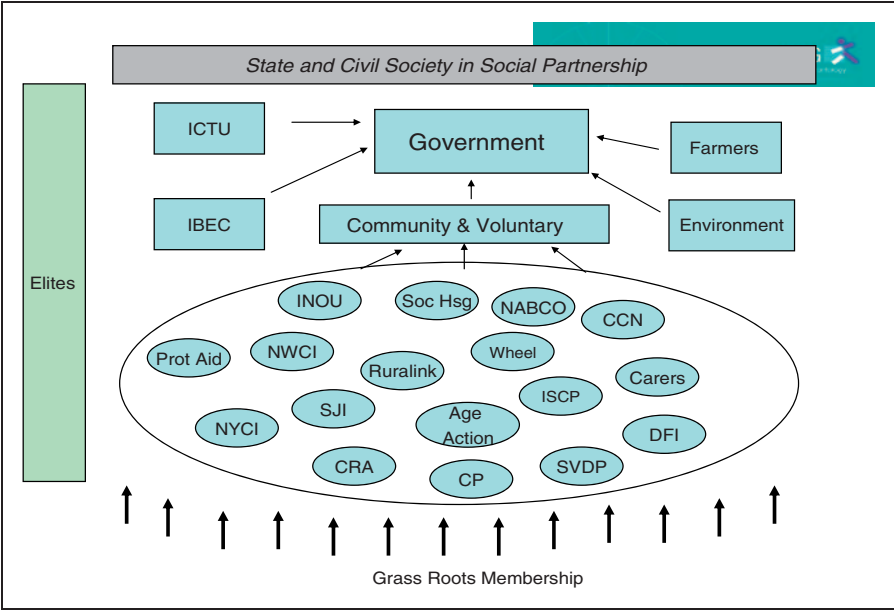 State and Civil Society in Social Partnership
G
ICTU
Government
Farmers
IBEC
Community & Voluntary
Environment
Elites
INOU
Soc Hsg
NABCO
CCN
Prot Aid
NWCI
Wheel
Ruralink
Carers
ISCP
SJI
Age
Action
NYCI
DFI
CRA
CP
SVDP
Grass Roots Membership